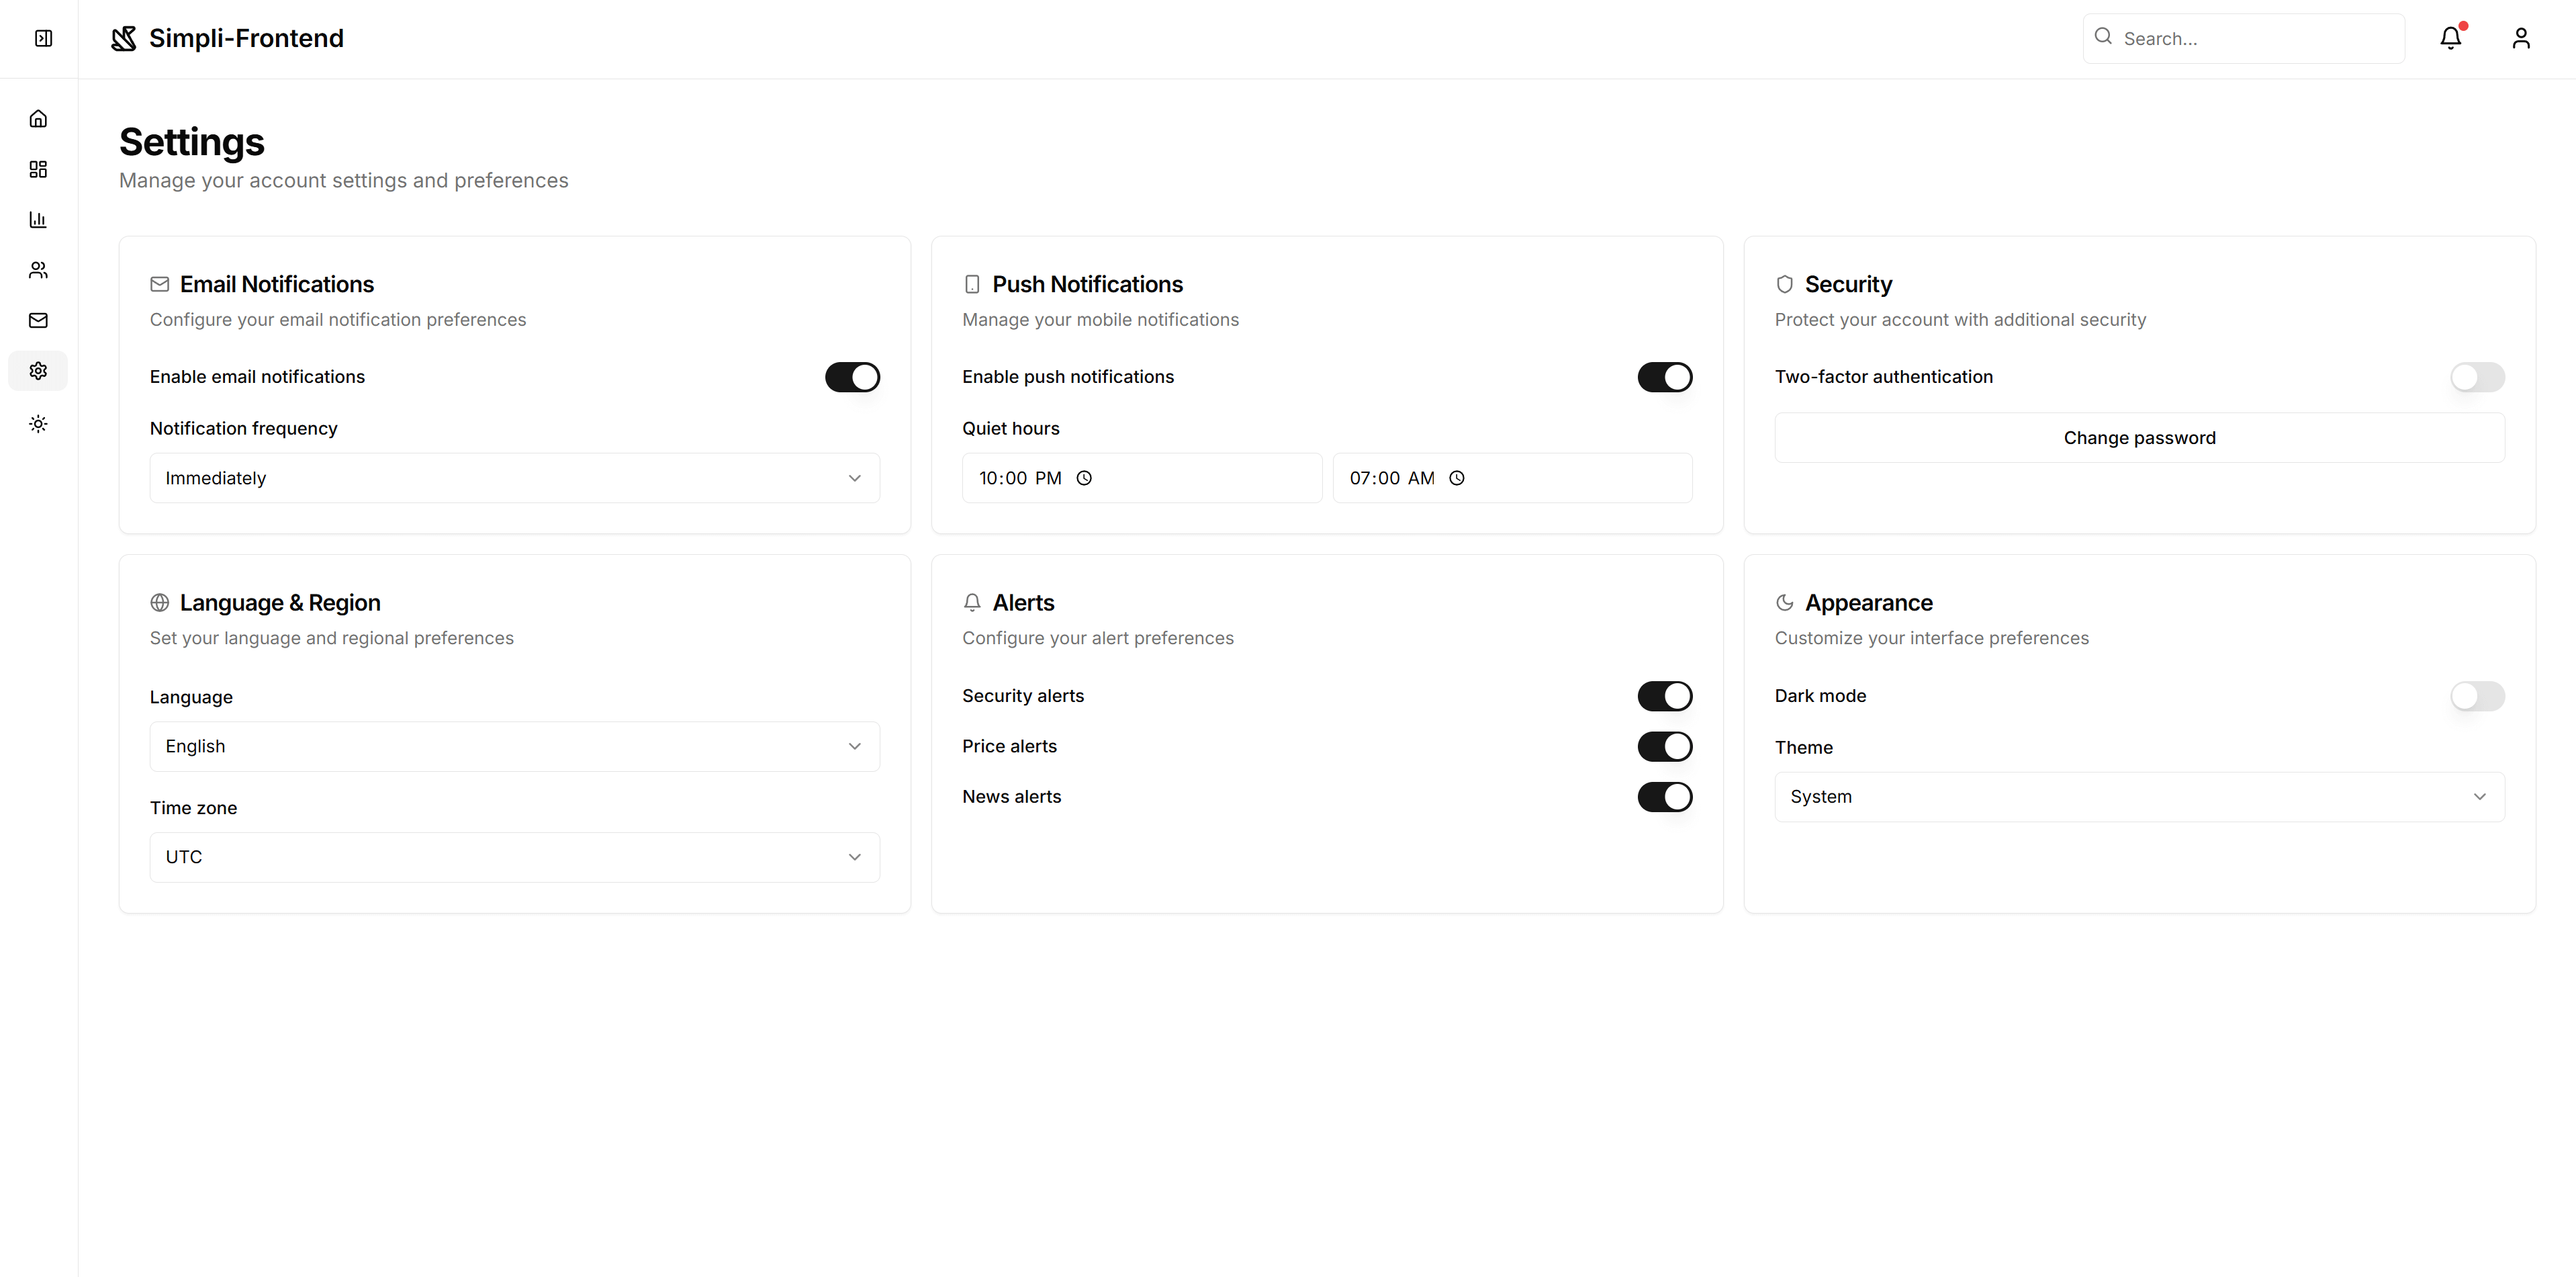 Simpli-Frontend
Search...
Settings
Manage your account settings and preferences
Email Notifications
Configure your email notification preferences
Enable email notifications
Notification frequency
Immediately
Push Notifications
Manage your mobile notifications
Enable push notifications
Quiet hours
10:00 PM
07:00 AM
Security
Protect your account with additional security
Two-factor authentication
Change password
Language & Region
Set your language and regional preferences
Language
English
Time zone
UTC
Alerts
Configure your alert preferences
Security alerts
Price alerts
News alerts
Appearance
Customize your interface preferences
Dark mode
Theme
System